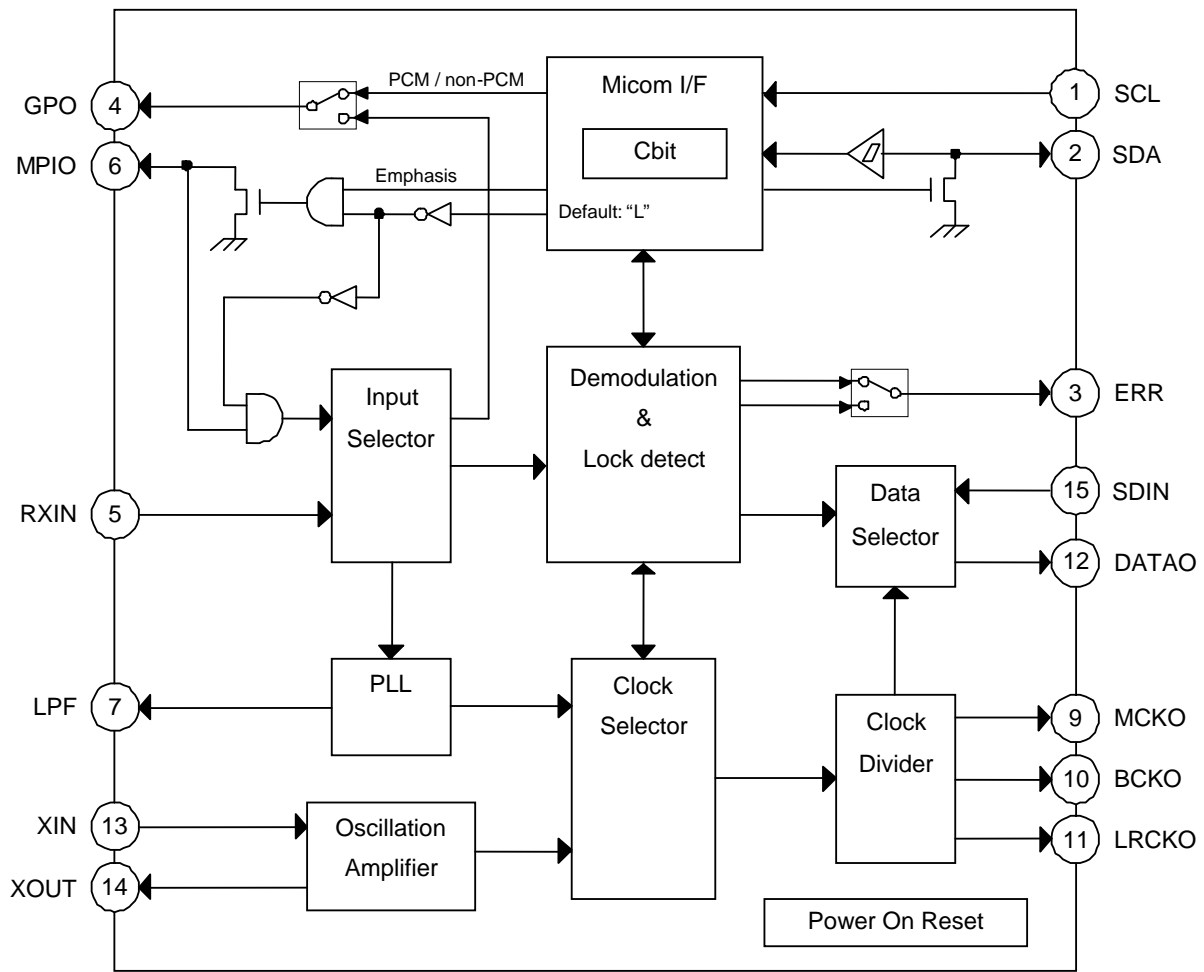 PCM / non-PCM
Micom I/F
GPO 4
1 SCL
Cbit
MPIO 6
2 SDA
Emphasis
Default: "L"
Input
Selector
Demodulation
&
Lock detect
3 ERR
RXIN 5
Data
Selector
15 SDIN
12 DATAO
LPF 7
PLL
Clock
Selector
Clock
Divider
9 MCKO
10 BCKO
11 LRCKO
XIN 13
XOUT 14
Oscillation
Amplifier
Power On Reset